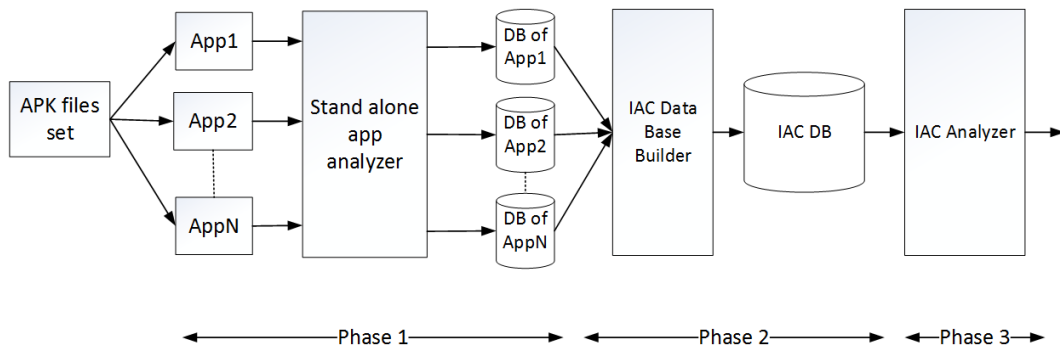 APK files
set
App1
App2
AppN
Stand alone
app
analyzer
DB of
App1
DB of
App2
DB of
AppN
IAC Data
Base
Builder
IAC DB
IAC Analyzer
Phase 1
Phase 2
Phase 3